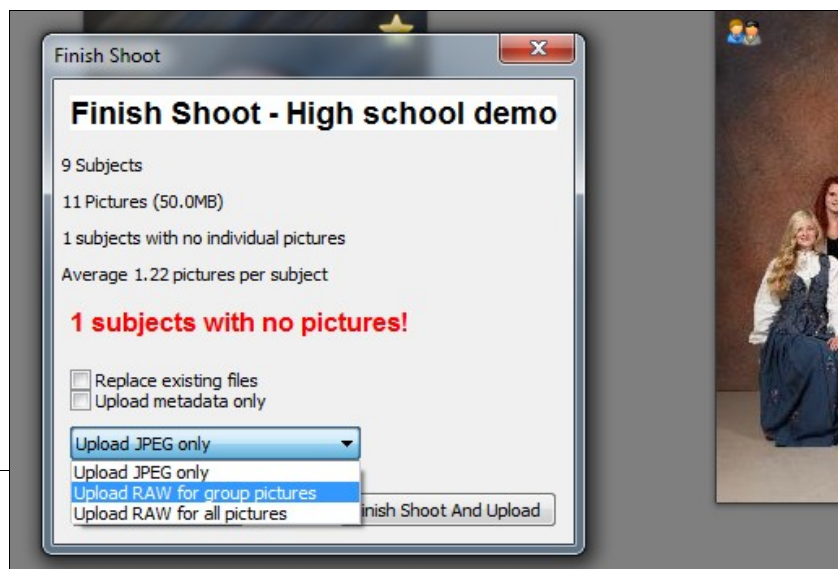 Finish Shoot
Finish Shoot - High school demo
9 Subjects
11 Pictures (50.0MB)
1 subjects with no individual pictures
Average 1.22 pictures per subject
1 subjects with no pictures!
Replace existing files
Upload metadata only
Upload JPEG only
Upload JPEG only
Upload RAW for group pictures
Upload RAW for all pictures
inish Shoot And Upload